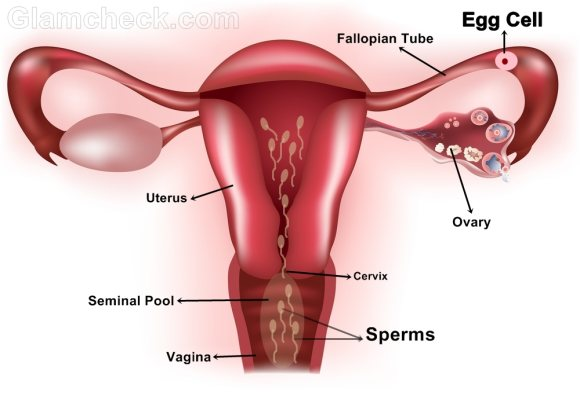 Glamcheck.com
Egg Cell
Fallopian Tube
Uterus
Ovary
Cervix
Seminal Pool
Sperms
Vagina